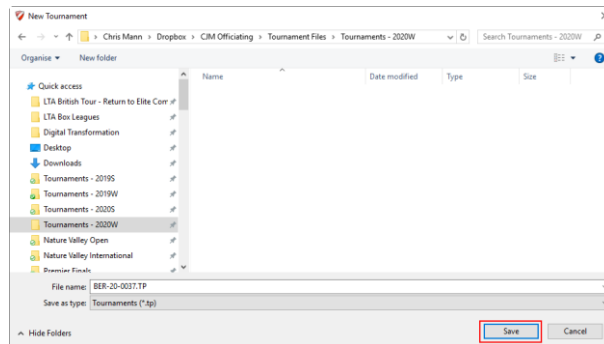 New Tournament
> Chris Mann > Dropbox > CJM Officiating > Tournament Files > Tournaments - 2020W
Search Tournaments - 2020W
Organise
New folder
Name
Date modified
Type
Size
Quick access
LTA British Tour - Return to Elite Com
LTA Box Leagues
Digital Transformation
Desktop
Downloads
Tournaments - 2019S
Tournaments - 2019W
Tournaments - 2020S
Tournaments - 2020W
Nature Valley Open
Nature Valley International
Premier Finals
File name: BER-20-0037.TP
Save as type: Tournaments (*.tp)
Hide Folders
Save
Cancel